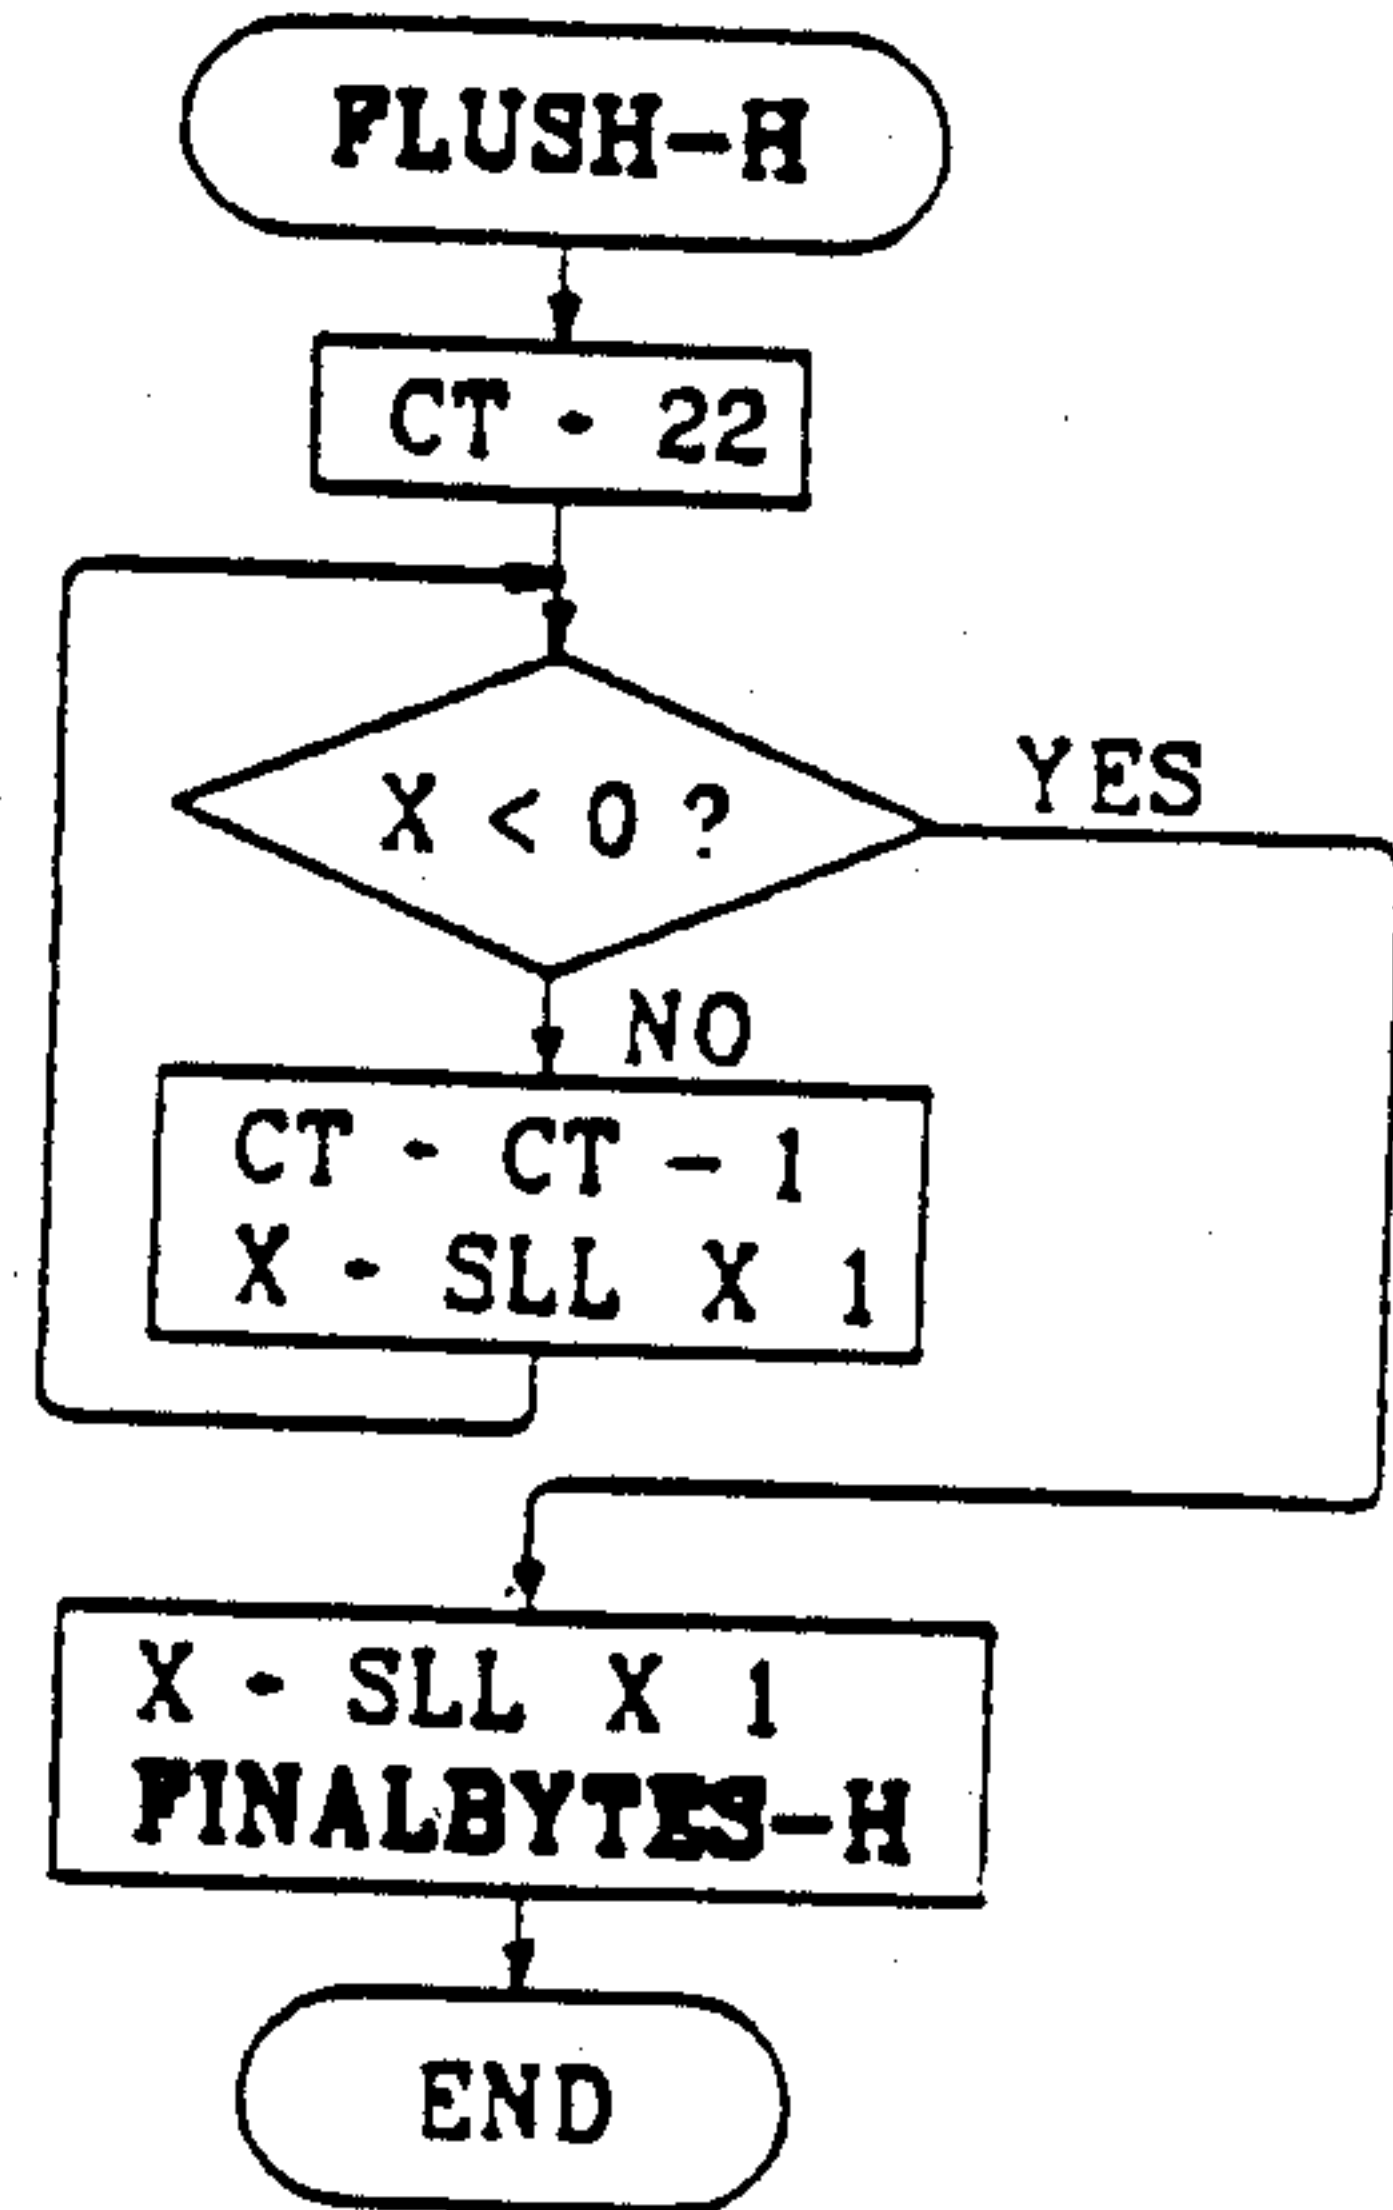 FLUSH-H
CT - 22
X < 0 ?
YES
NO
CT - CT - 1
X - SLL X 1
X - SLL X 1
FINALBYTES-H
END